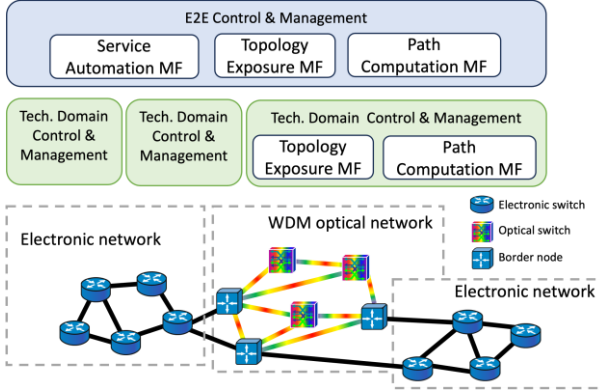 E2E Control & Management
Service
Automation MF
Topology
Exposure MF
Path
Computation MF
Tech. Domain
Control &
Management
Tech. Domain
Control &
Management
Tech. Domain Control & Management
Topology
Exposure MF
Path
Computation MF
Electronic network
WDM optical network
Electronic switch
Optical switch
Border node
Electronic network